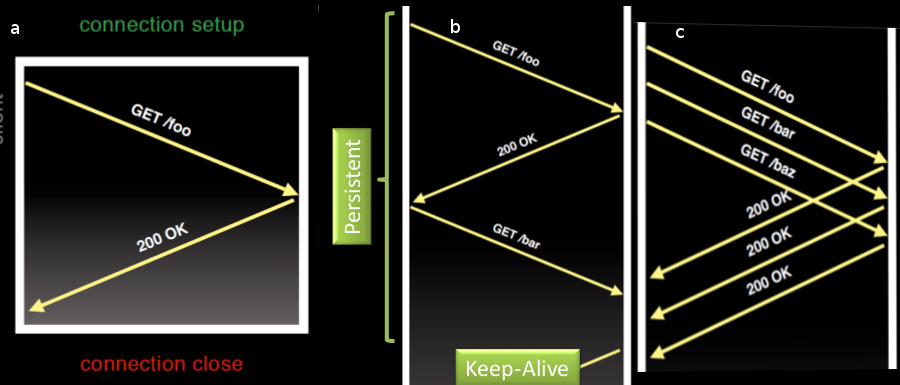 a
connection setup
GET /foo
200 OK
connection close
Persistent
b
GET /foo
200 OK
GET /bar
Keep-Alive
c
GET /foo
GET /bar
GET /baz
200 OK
200 OK
200 OK